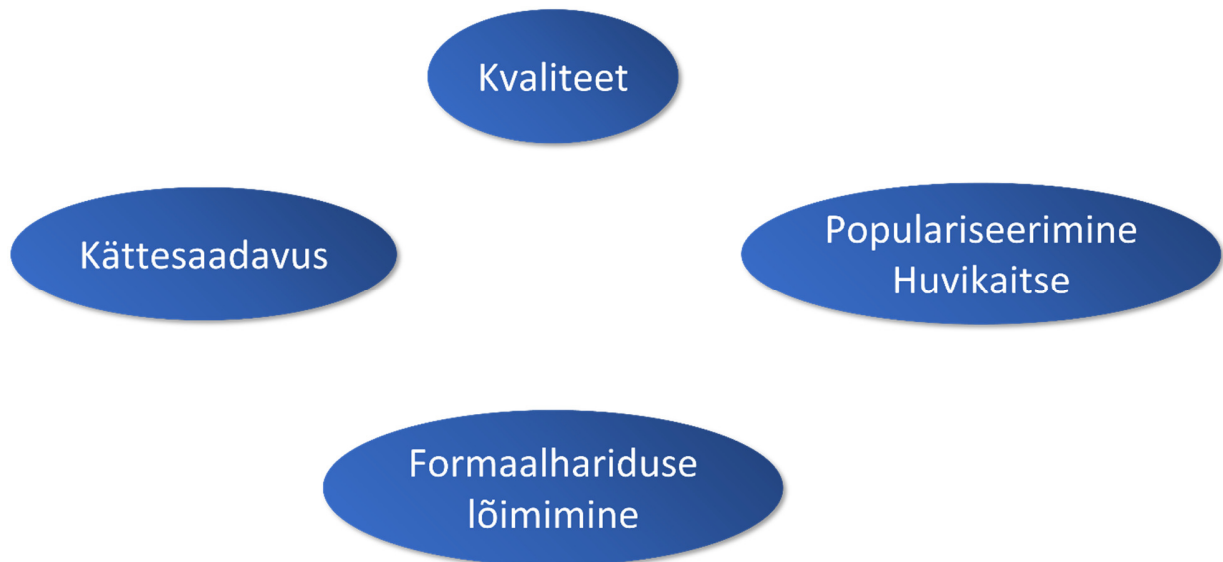 Kvaliteet
Kättesaadavus
Populariseerimine
Huvikaitse
Formaalhariduse
lõimimine